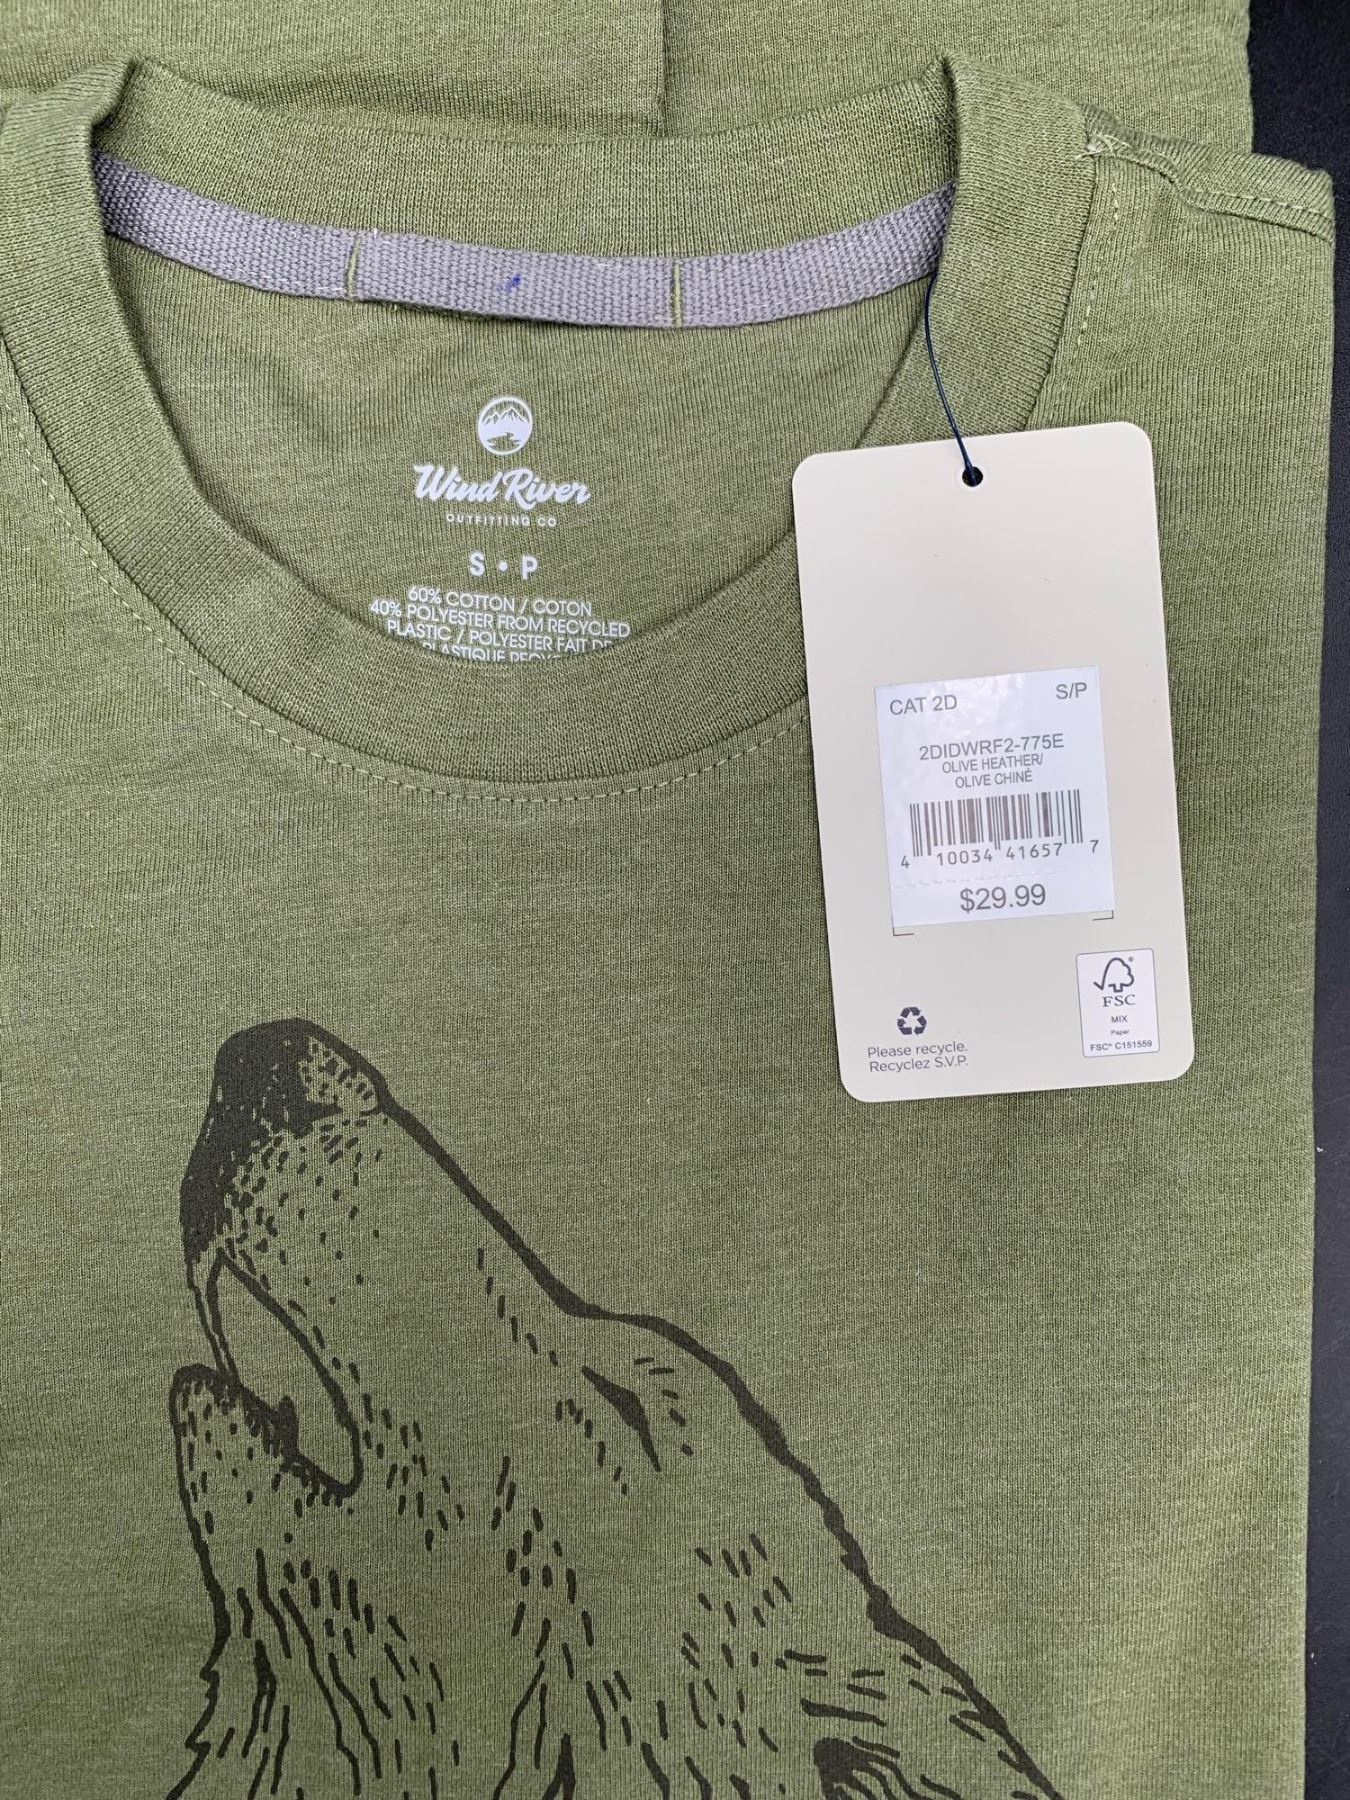 Wind River
OUTFITTING CO
S • P
60% COTTON / COTON
40% POLYESTER FROM RECYCLED
PLASTIC / POLYESTER FAIT DE
PLASTIQUE
CAT 2D S/P
2DIDWRF2-775E
OLIVE HEATHER/
OLIVE CHINÉ
4 10034 41657 7
$29.99
Please recycle.
Recyclez S.V.P.
FSC
MIX
Paper
FSC® C151559